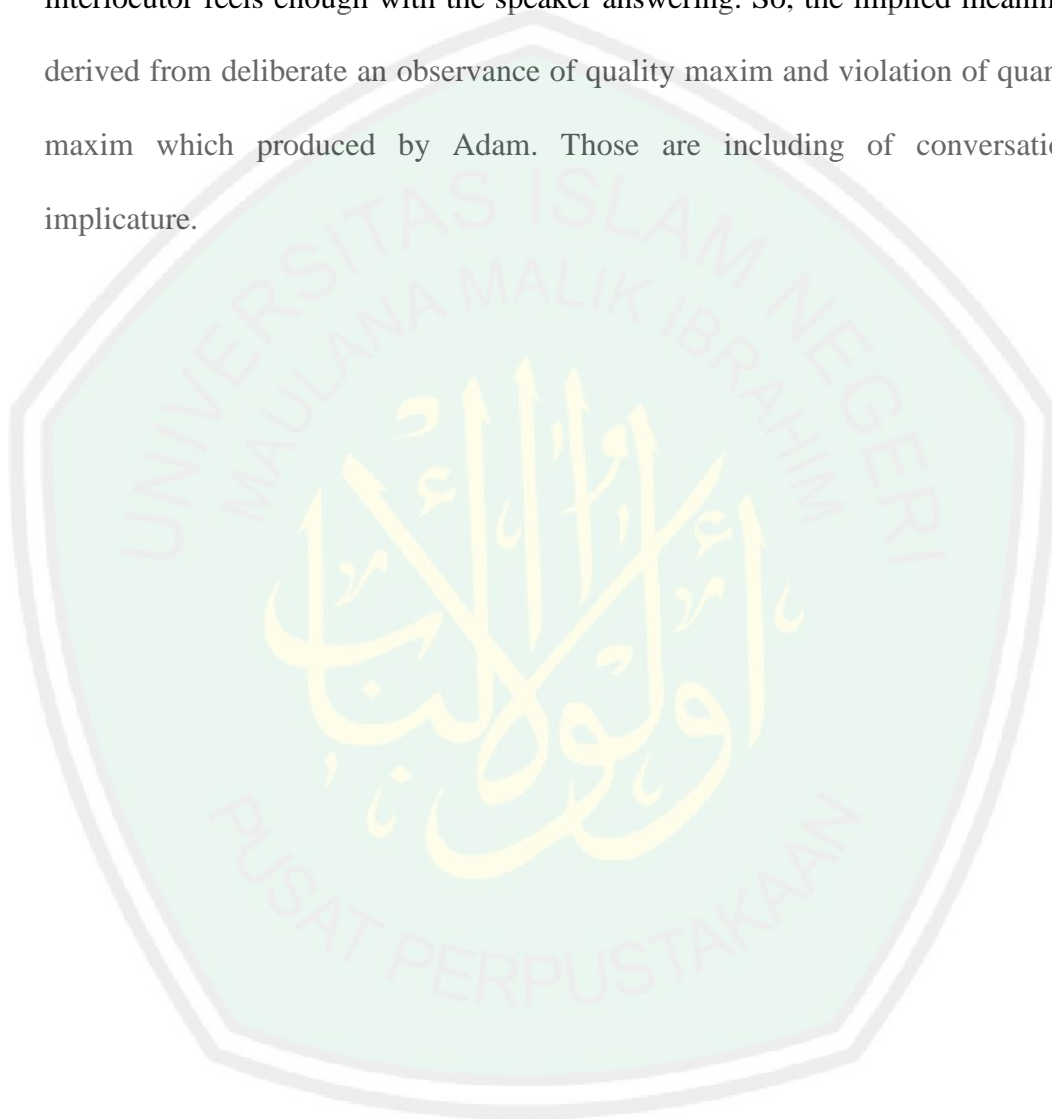 interlocutor feels enough with the speaker answering. So, the implied meanin
derived from deliberate an observance of quality maxim and violation of quan
maxim which produced by Adam. Those are including of conversatio
implicature.
UNIVERSITAS ISLAM NEGERI
MAULANA MALIK IBRAHIM
أولوا الألباب
PUSAT PERPUSTAKAAN